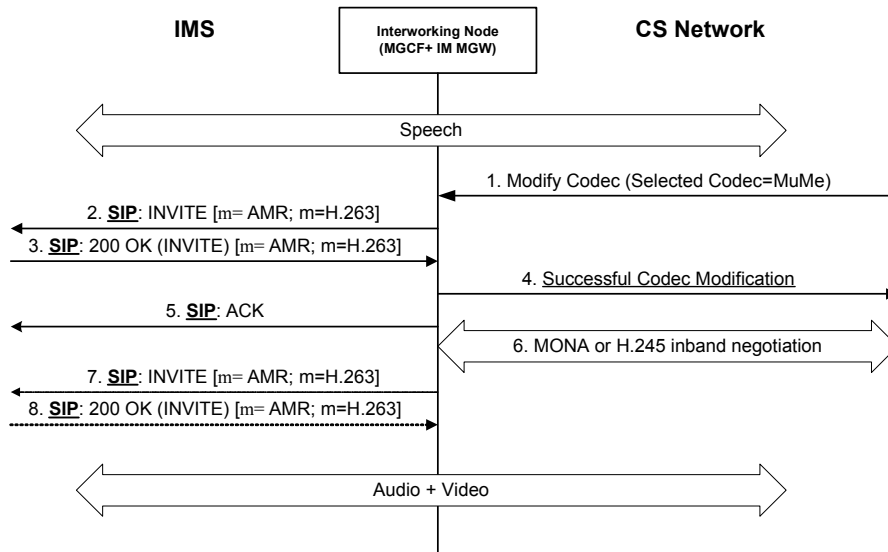 IMS
Interworking Node
(MGCF+ IM MGW)
CS Network
Speech
1. Modify Codec (Selected Codec=MuMe)
2. SIP: INVITE [m= AMR; m=H.263]
3. SIP: 200 OK (INVITE) [m= AMR; m=H.263]
4. Successful Codec Modification
5. SIP: ACK
6. MONA or H.245 inband negotiation
7. SIP: INVITE [m= AMR; m=H.263]
8. SIP: 200 OK (INVITE) [m= AMR; m=H.263]
Audio + Video